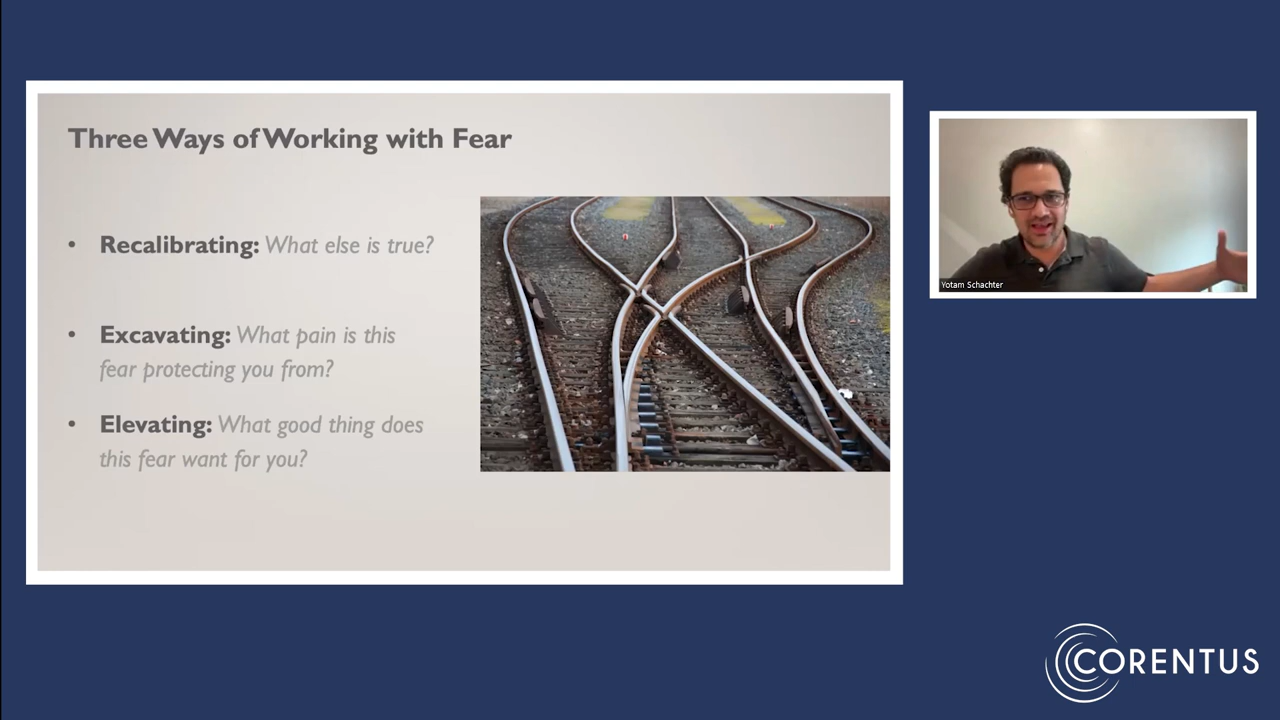 Three Ways of Working with Fear
• Recalibrating: What else is true?
• Excavating: What pain is this
fear protecting you from?
• Elevating: What good thing does
this fear want for you?
Yotam Schachter
CORENTUS